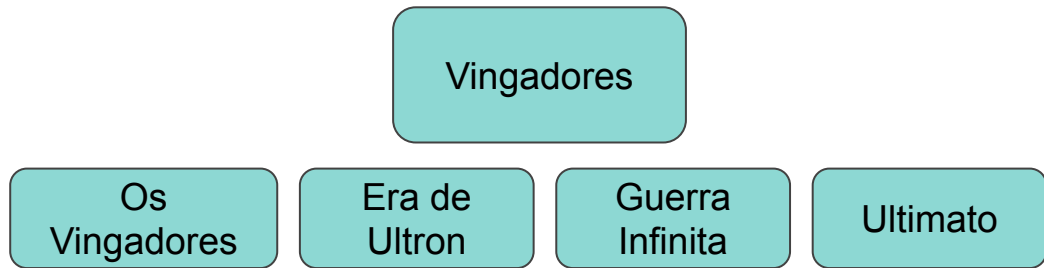 Vingadores
Os
Vingadores
Era de
Ultron
Guerra
Infinita
Ultimato